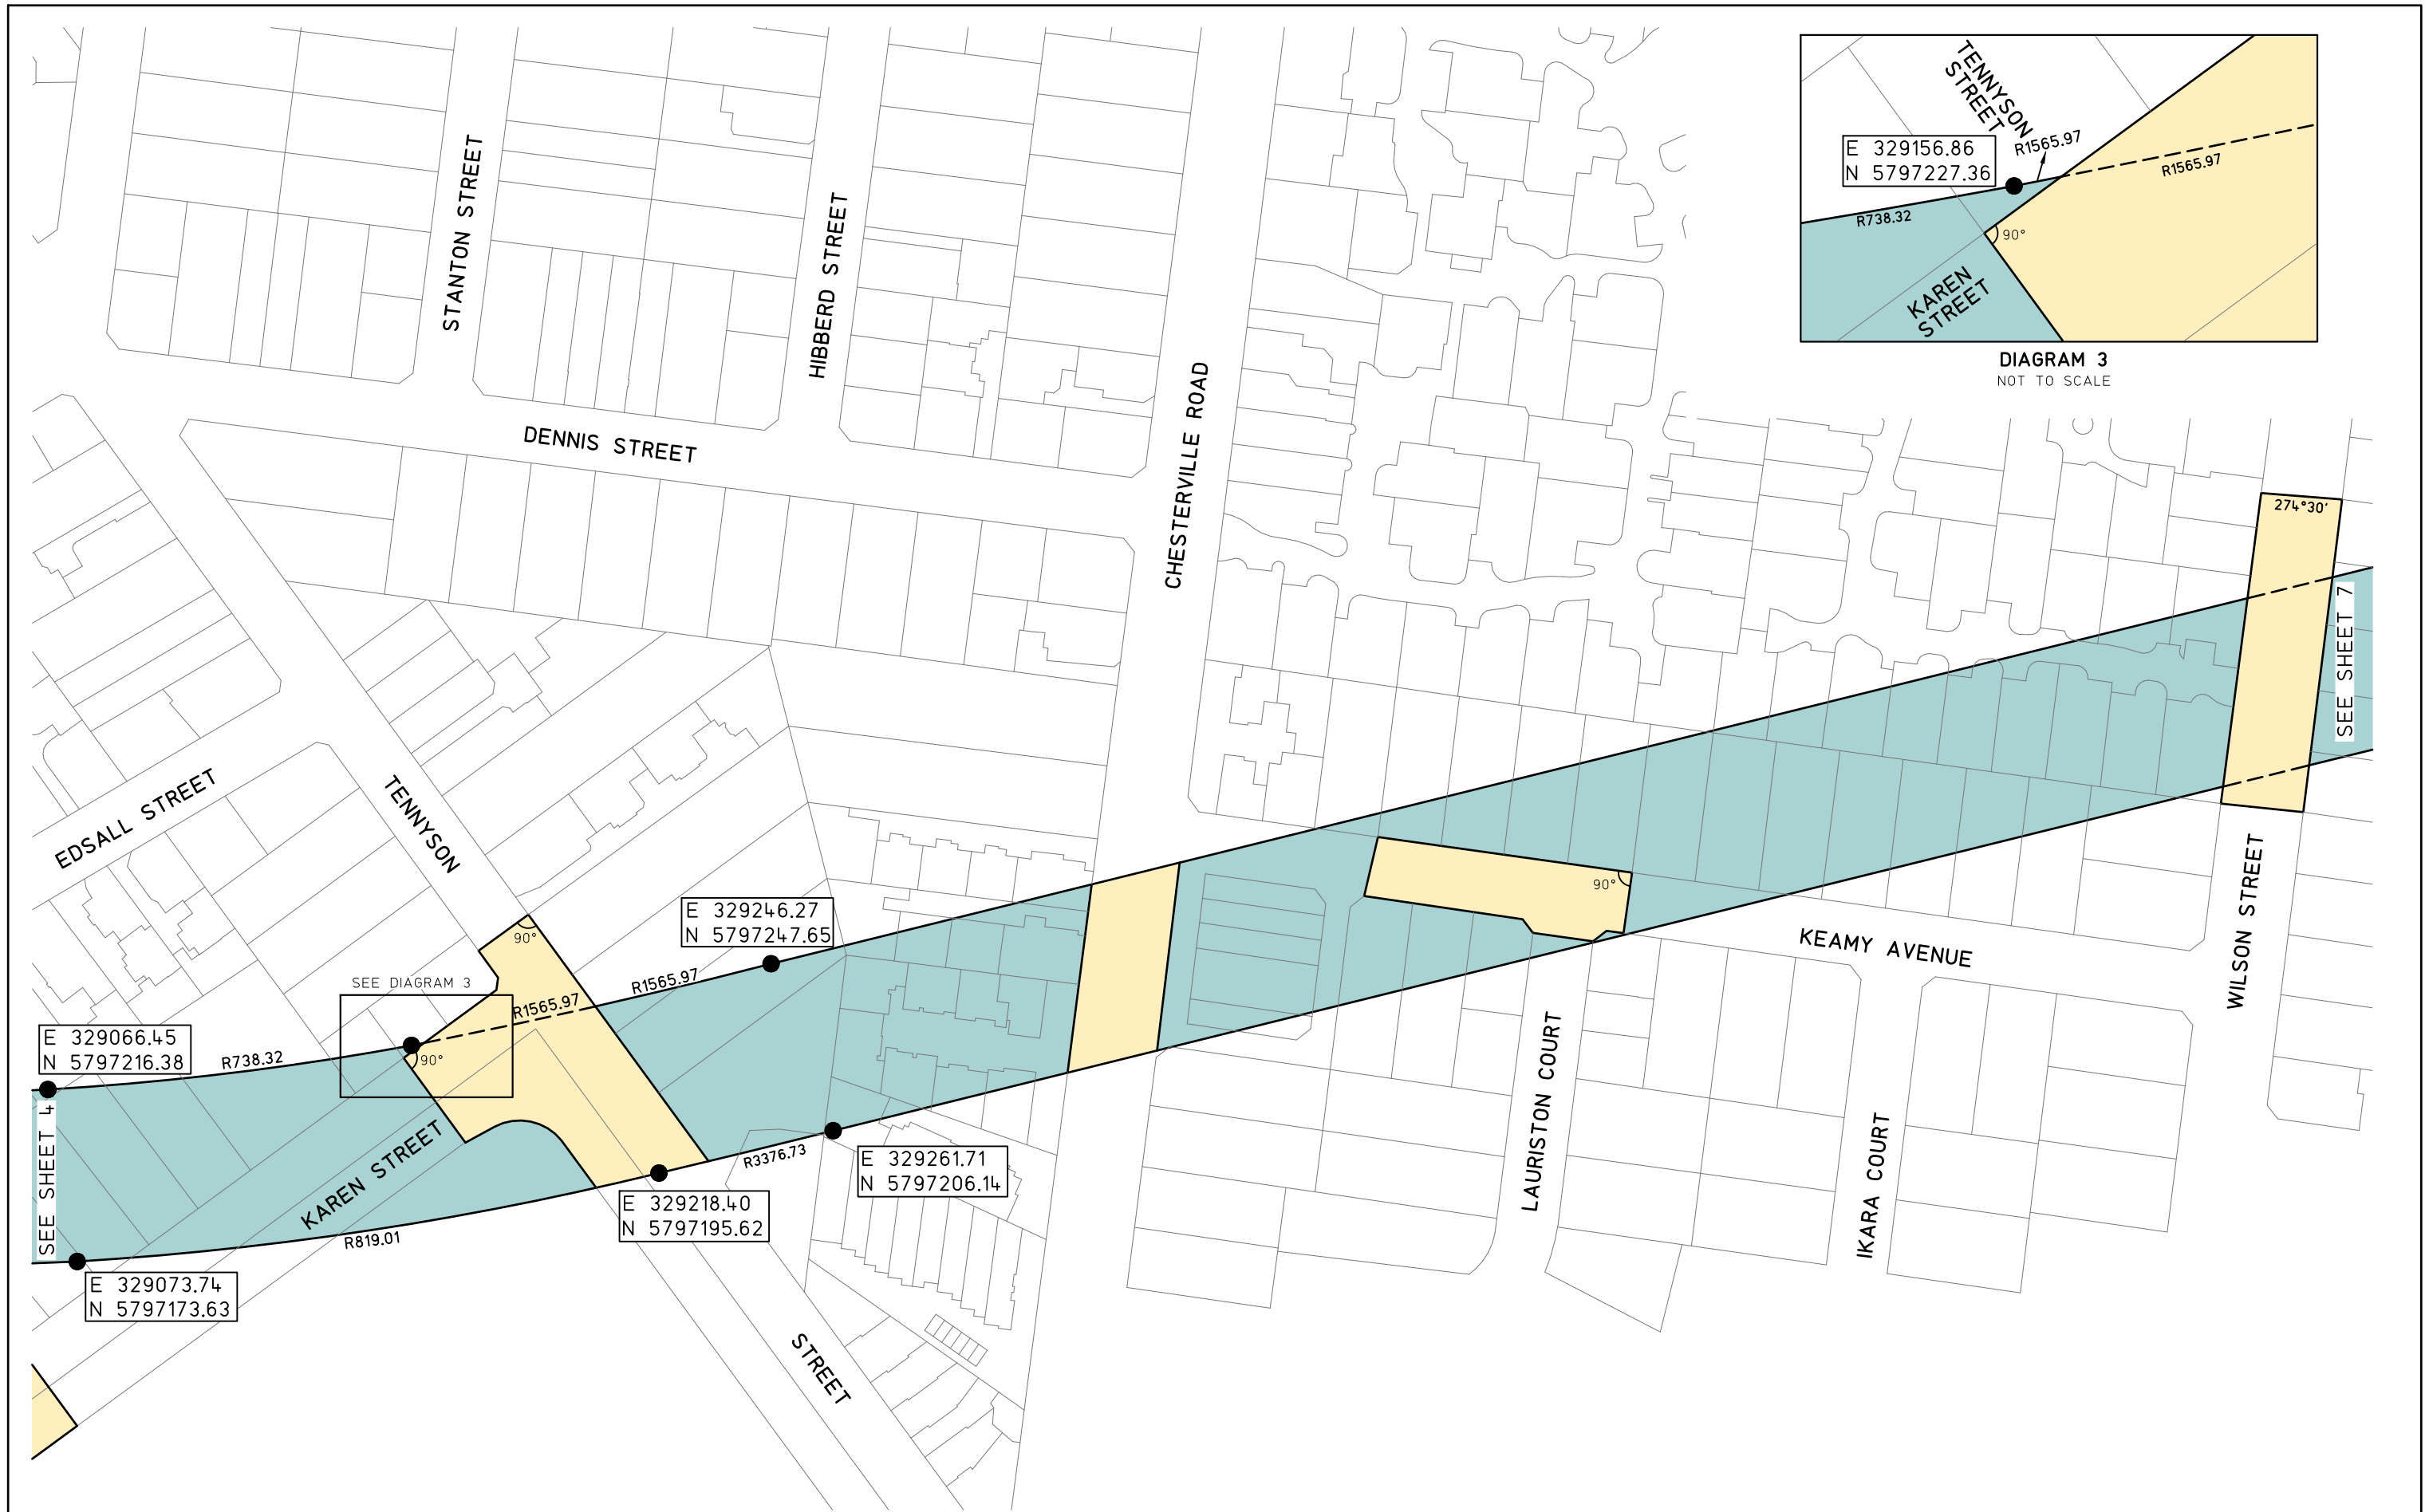 TENNYSON
STREET
E 329156.86
N 5797227.36
R1565.97
R1565.97
R738.32
90°
KAREN
STREET
DIAGRAM 3
NOT TO SCALE
STANTON STREET
HIBBERD STREET
CHESTERVILLE ROAD
DENNIS STREET
274°30'
SEE SHEET 7
EDSALL STREET
TENNYSON
90°
90°
E 329246.27
N 5797247.65
R1565.97
R1565.97
SEE DIAGRAM 3
KEAMY AVENUE
WILSON STREET
E 329066.45
N 5797216.38
R738.32
90°
SEE SHEET 4
KAREN STREET
R819.01
R3376.73
E 329261.71
N 5797206.14
E 329218.40
N 5797195.62
LAURISTON COURT
IKARA COURT
E 329073.74
N 5797173.63
STREET